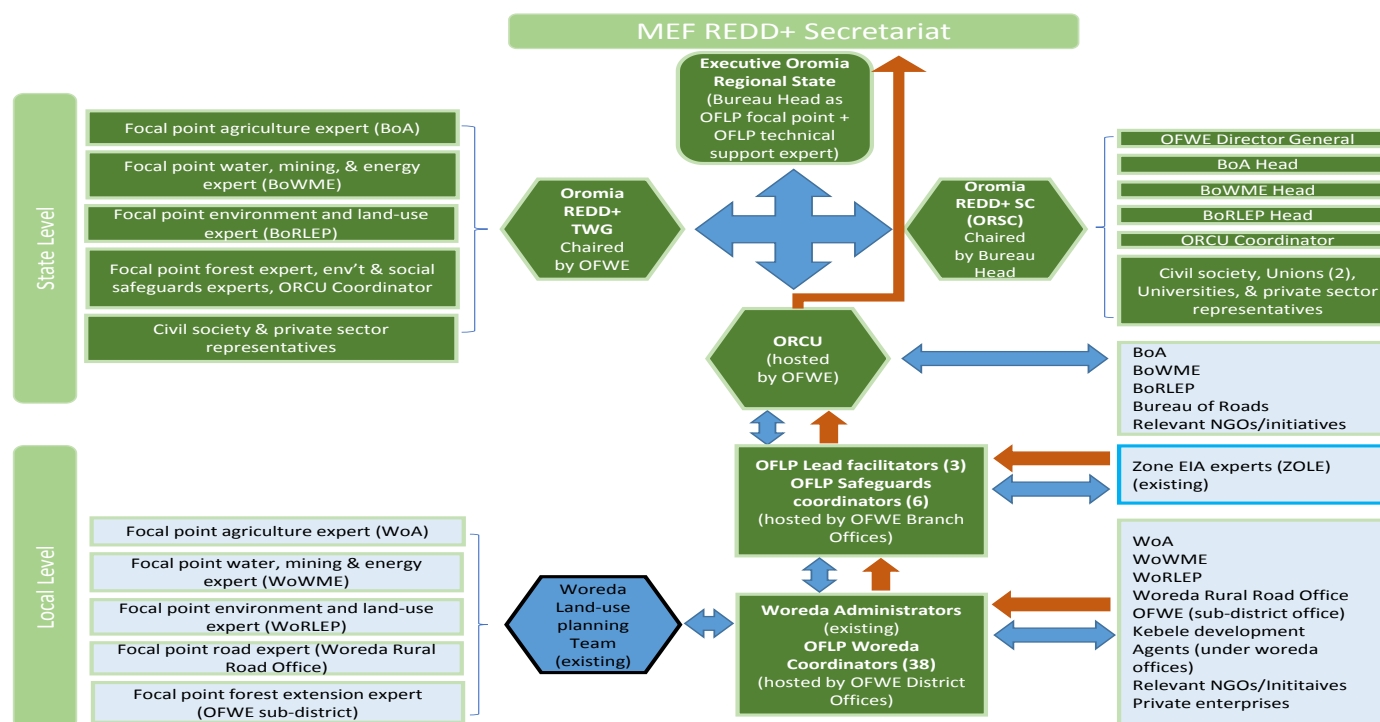 MEF REDD+ Secretariat
State Level
Focal point agriculture expert (BoA)
Focal point water, mining, & energy
expert (BoWME)
Focal point environment and land-use
expert (BoRLEP)
Focal point forest expert, env't & social
safeguards experts, ORCU Coordinator
Civil society & private sector
representatives
Oromia
REDD+
TWG
Chaired
by OFWE
Executive Oromia
Regional State
(Bureau Head as
OFLP focal point +
OFLP technical
support expert)
Oromia
REDD+ SC
(ORSC)
Chaired
by Bureau
Head
OFWE Director General
BoA Head
BoWME Head
BoRLEP Head
ORCU Coordinator
Civil society, Unions (2),
Universities, & private sector
representatives
ORCU
(hosted
by OFWE)
BoA
BoWME
BoRLEP
Bureau of Roads
Relevant NGOs/initiatives
Local Level
OFLP Lead facilitators (3)
OFLP Safeguards
coordinators (6)
(hosted by OFWE Branch
Offices)
Zone EIA experts (ZOLE)
(existing)
Focal point agriculture expert (WoA)
Focal point water, mining & energy
expert (WoWME)
Focal point environment and land-use
expert (WoRLEP)
Focal point road expert (Woreda Rural
Road Office)
Focal point forest extension expert
(OFWE sub-district)
Woreda
Land-use
planning
Team
(existing)
Woreda Administrators
(existing)
OFLP Woreda
Coordinators (38)
(hosted by OFWE District
Offices)
WoA
WoWME
WoRLEP
Woreda Rural Road Office
OFWE (sub-district office)
Kebele development
Agents (under woreda
offices)
Relevant NGOs/Inititaives
Private enterprises